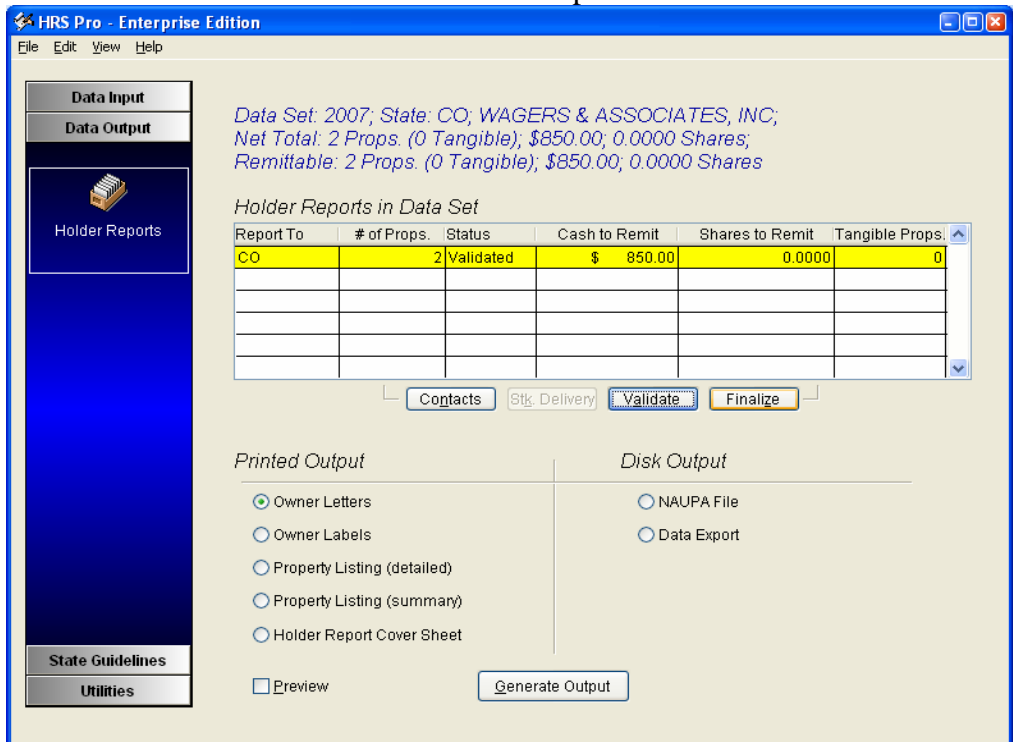 HRS Pro - Enterprise Edition
File Edit View Help
Data Input
Data Output
Holder Reports
State Guidelines
Utilities
Data Set: 2007; State: CO; WAGERS & ASSOCIATES, INC;
Net Total: 2 Props. (0 Tangible); $850.00; 0.0000 Shares;
Remittable: 2 Props. (0 Tangible); $850.00; 0.0000 Shares
Holder Reports in Data Set
Report To # of Props. Status Cash to Remit Shares to Remit Tangible Props.
CO 2 Validated $ 850.00 0.0000 0
Contacts Stk. Delivery Validate Finalize
Printed Output Disk Output
Owner Letters NAUPA File
Owner Labels Data Export
Property Listing (detailed)
Property Listing (summary)
Holder Report Cover Sheet
Preview Generate Output